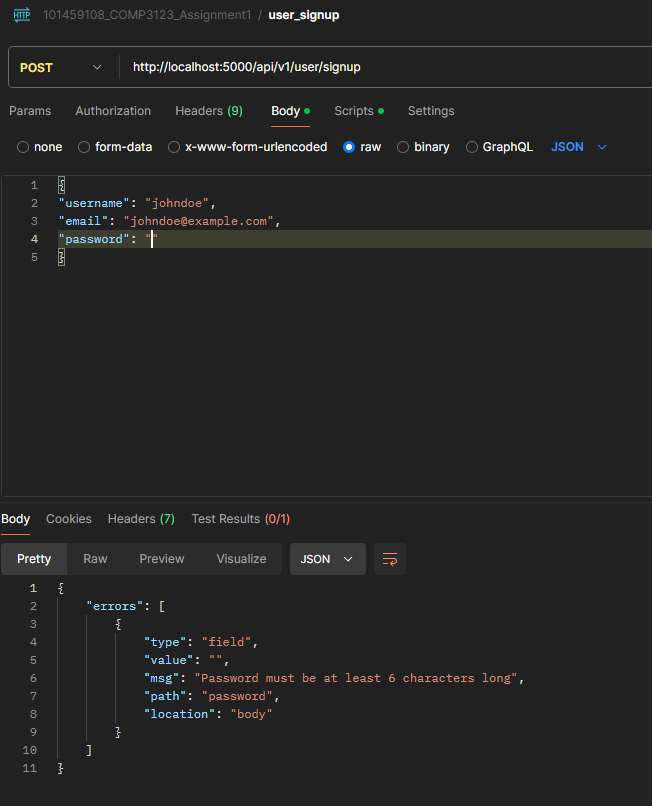 HTTP 101459108_COMP3123_Assignment1 / user_signup
POST http://localhost:5000/api/v1/user/signup
Params Authorization Headers (9) Body Scripts Settings
none form-data x-www-form-urlencoded raw binary GraphQL JSON
1 {
2 "username": "johndoe",
3 "email": "johndoe@example.com",
4 "password": ""
5 }
Body Cookies Headers (7) Test Results (0/1)
Pretty Raw Preview Visualize JSON
1 {
2 "errors": [
3 {
4 "type": "field",
5 "value": "",
6 "msg": "Password must be at least 6 characters long",
7 "path": "password",
8 "location": "body"
9 }
10 ]
11 }